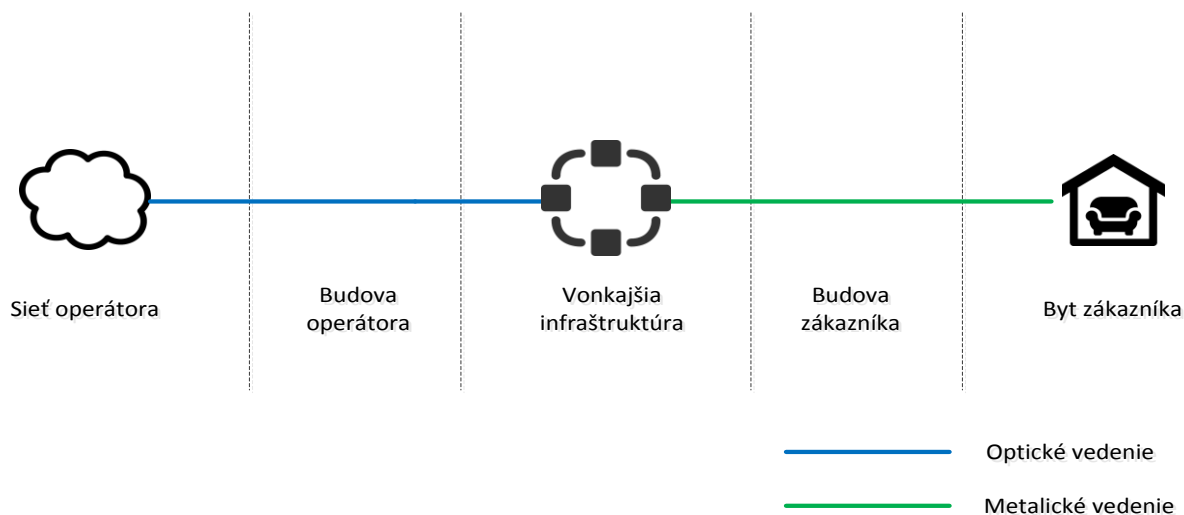 Sieť operátora
Budova
operátora
Vonkajšia
infraštruktúra
Budova
zákazníka
Byt zákazníka
Optické vedenie
Metalické vedenie